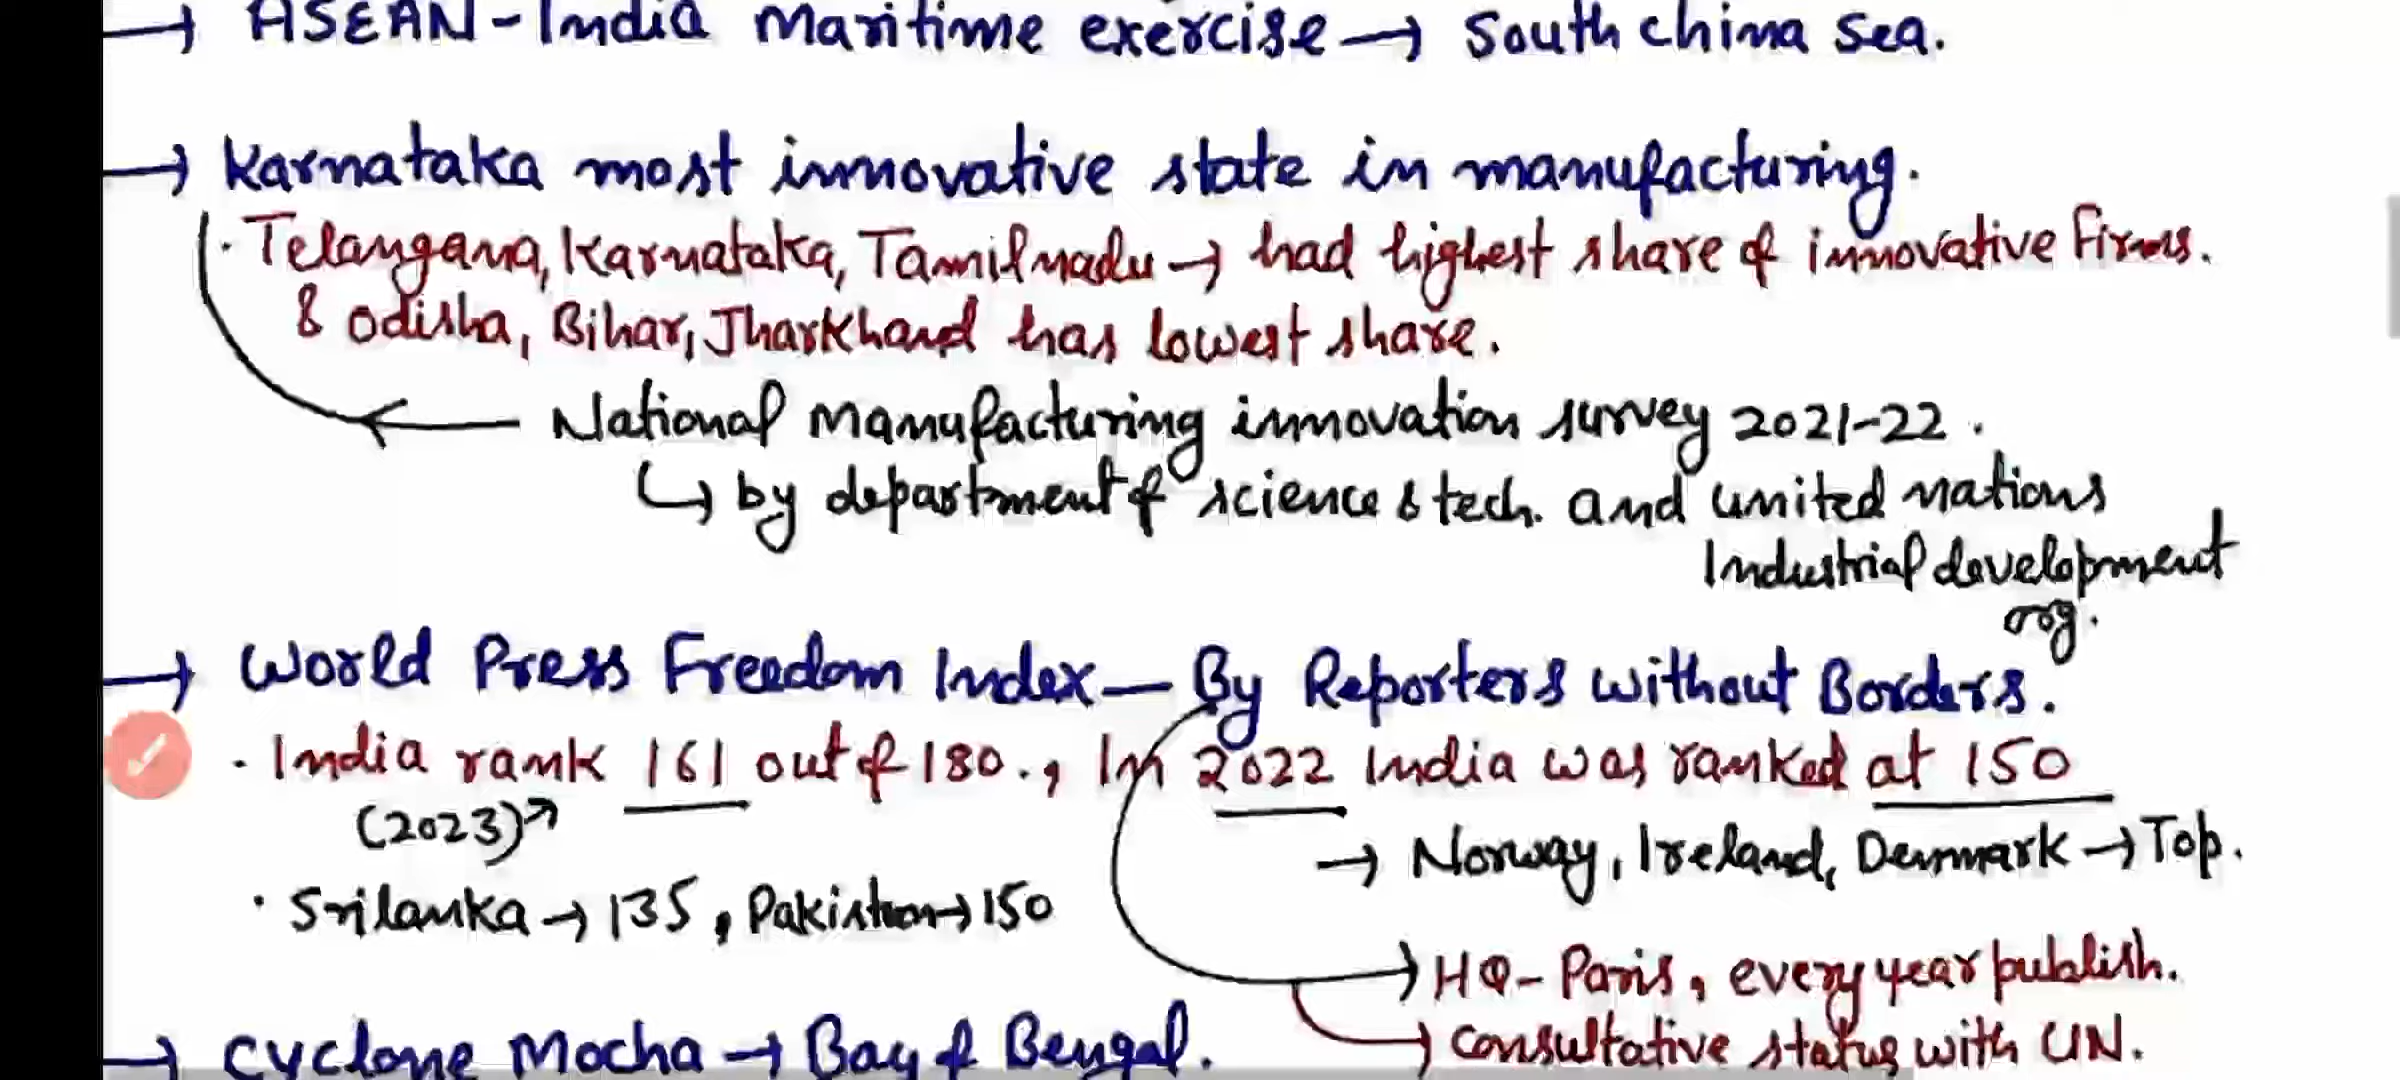 → ASEAN-India Maritime exercise → South china sea.
→ Karnataka most innovative state in manufacturing.
· Telangana, Karnataka, Tamilnadu → had highest share of innovative Firms.
& Odisha, Bihar, Jharkhand has lowest share.
← National Manufacturing innovation survey 2021-22.
↳ by department of science & tech. and united nations
Industrial development
org.
→ World Press Freedom Index — By Reporters without Borders.
· India rank 161 out of 180., In 2022 India was ranked at 150
(2023)↗
→ Norway, Ireland, Denmark → Top.
· Srilanka → 135, Pakistan → 150
→ HQ - Paris, every year publish.
→ Consultative status with UN.
→ Cyclone Mocha → Bay of Bengal.